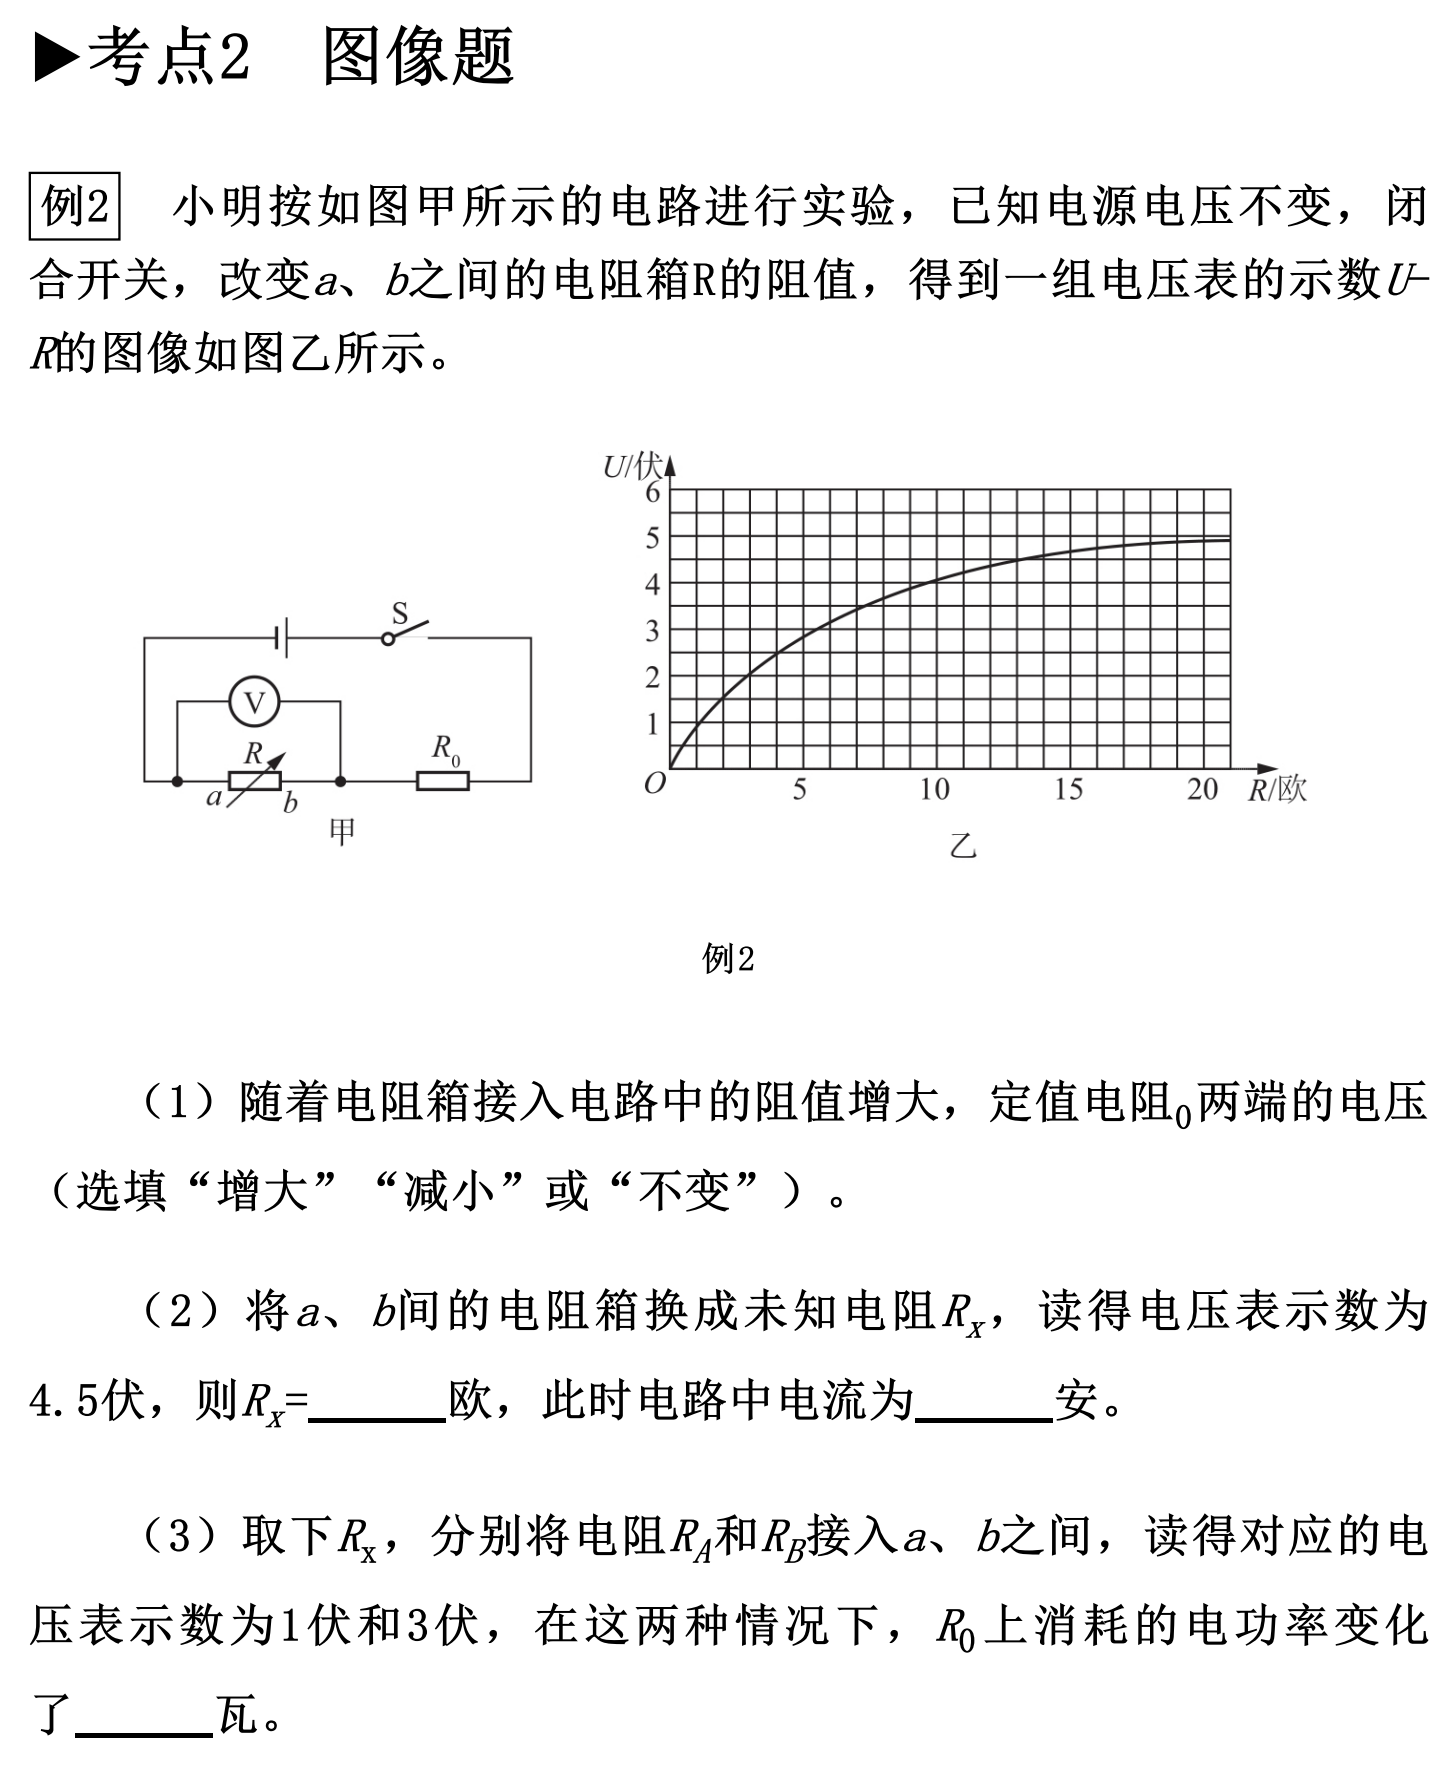 ▶考点2 图像题
例2 小明按如图甲所示的电路进行实验，已知电源电压不变，闭
合开关，改变a、b之间的电阻箱R的阻值，得到一组电压表的示数U-
R的图像如图乙所示。
U/伏
6
5
4
3
2
1
O
5 10 15 20 R/欧
乙
S
V
R
R₀
a
b
甲
例2
（1）随着电阻箱接入电路中的阻值增大，定值电阻₀两端的电压
（选填“增大”“减小”或“不变”）。
（2）将a、b间的电阻箱换成未知电阻Rₓ，读得电压表示数为
4.5伏，则Rₓ=______欧，此时电路中电流为______安。
（3）取下Rₓ，分别将电阻R_A和R_B接入a、b之间，读得对应的电
压表示数为1伏和3伏，在这两种情况下，R₀上消耗的电功率变化
了______瓦。